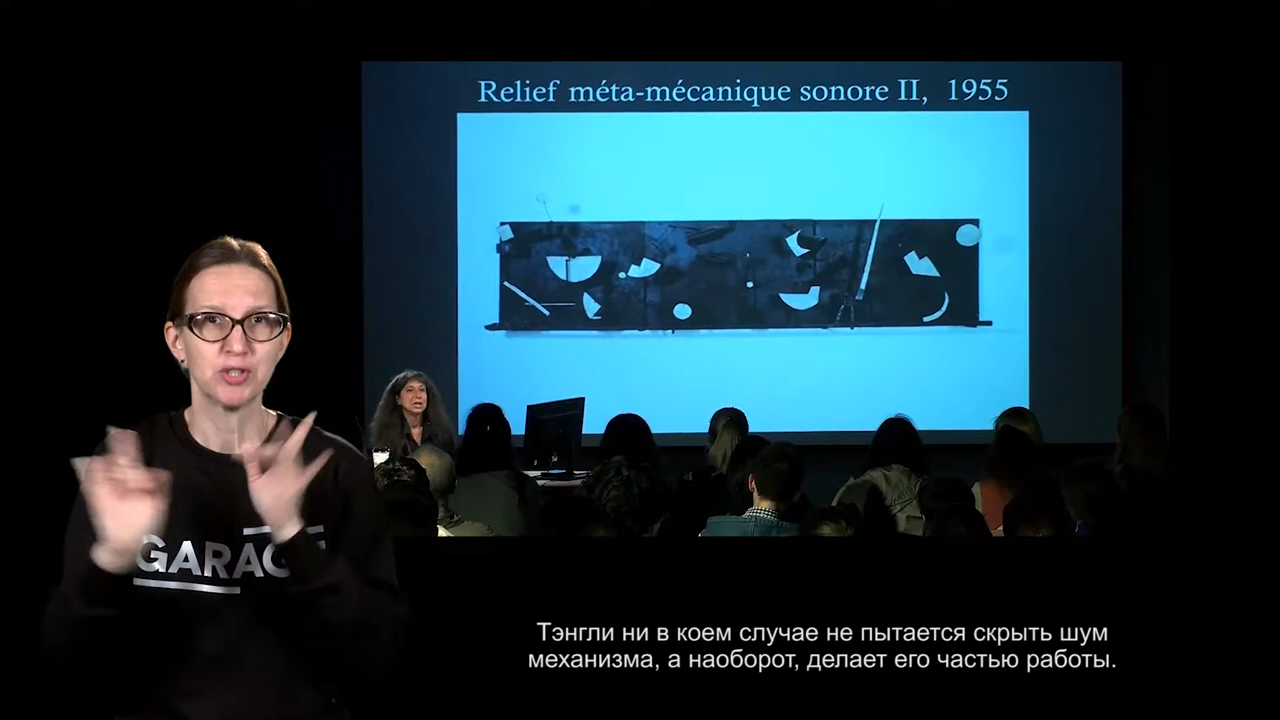 Relief méta-mécanique sonore II, 1955
GARAGE
Тэнгли ни в коем случае не пытается скрыть шум
механизма, а наоборот, делает его частью работы.